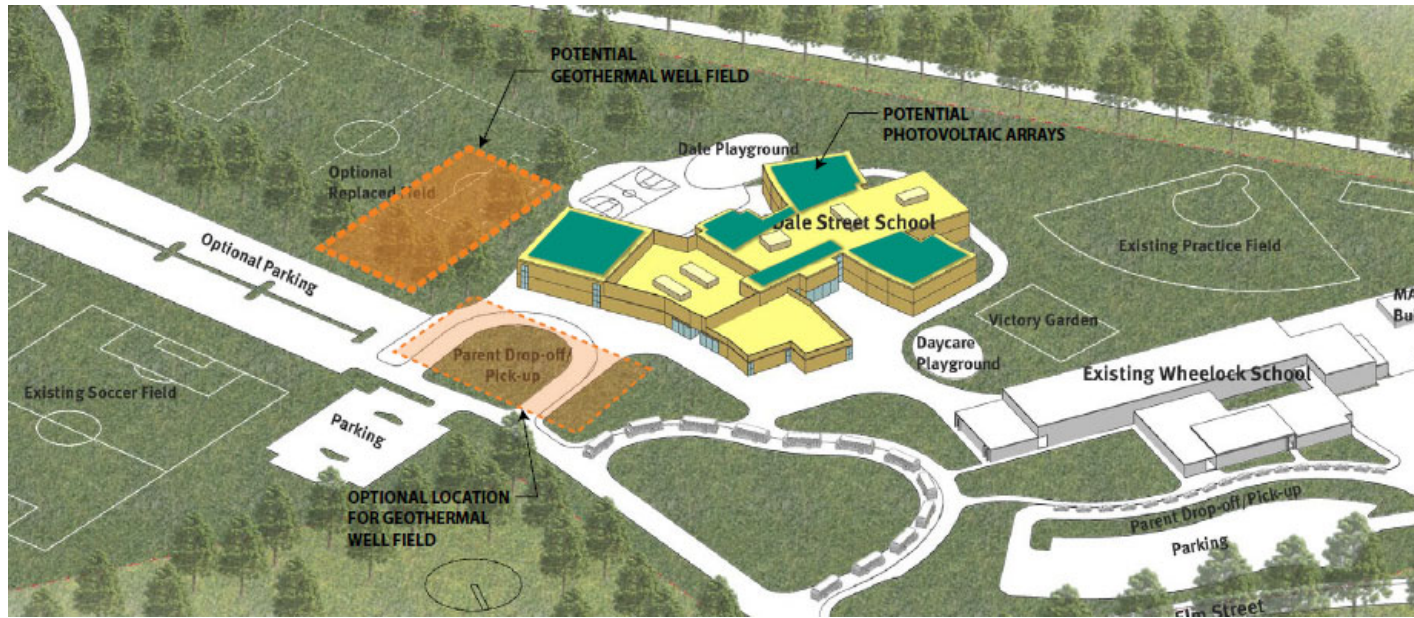 POTENTIAL
GEOTHERMAL WELL FIELD
POTENTIAL
PHOTOVOLTAIC ARRAYS
Dale Playground
Optional
Replaced Field
Dale Street School
Optional Parking
Existing Practice Field
Victory Garden
Daycare
Playground
Parent Drop-off/
Pick-up
Existing Wheelock School
Existing Soccer Field
Parking
OPTIONAL LOCATION
FOR GEOTHERMAL
WELL FIELD
Parent Drop-off/Pick-up
Parking
Elm Street